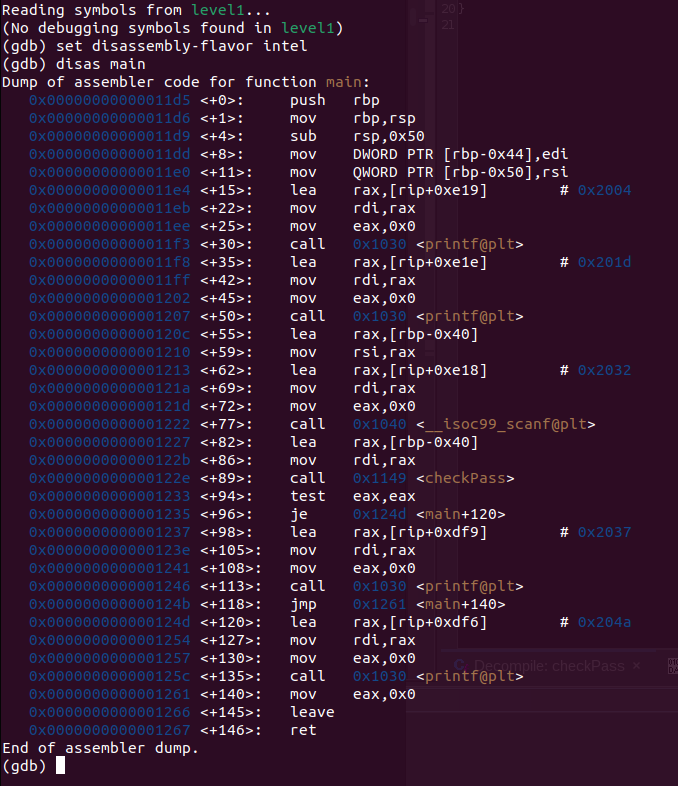 Reading symbols from level1...
(No debugging symbols found in level1)
(gdb) set disassembly-flavor intel
(gdb) disas main
Dump of assembler code for function main:
   0x00000000000011d5 <+0>:     push   rbp
   0x00000000000011d6 <+1>:     mov    rbp,rsp
   0x00000000000011d9 <+4>:     sub    rsp,0x50
   0x00000000000011dd <+8>:     mov    DWORD PTR [rbp-0x44],edi
   0x00000000000011e0 <+11>:    mov    QWORD PTR [rbp-0x50],rsi
   0x00000000000011e4 <+15>:    lea    rax,[rip+0xe19]        # 0x2004
   0x00000000000011eb <+22>:    mov    rdi,rax
   0x00000000000011ee <+25>:    mov    eax,0x0
   0x00000000000011f3 <+30>:    call   0x1030 <printf@plt>
   0x00000000000011f8 <+35>:    lea    rax,[rip+0xe1e]        # 0x201d
   0x00000000000011ff <+42>:    mov    rdi,rax
   0x0000000000001202 <+45>:    mov    eax,0x0
   0x0000000000001207 <+50>:    call   0x1030 <printf@plt>
   0x000000000000120c <+55>:    lea    rax,[rbp-0x40]
   0x0000000000001210 <+59>:    mov    rsi,rax
   0x0000000000001213 <+62>:    lea    rax,[rip+0xe18]        # 0x2032
   0x000000000000121a <+69>:    mov    rdi,rax
   0x000000000000121d <+72>:    mov    eax,0x0
   0x0000000000001222 <+77>:    call   0x1040 <__isoc99_scanf@plt>
   0x0000000000001227 <+82>:    lea    rax,[rbp-0x40]
   0x000000000000122b <+86>:    mov    rdi,rax
   0x000000000000122e <+89>:    call   0x1149 <checkPass>
   0x0000000000001233 <+94>:    test   eax,eax
   0x0000000000001235 <+96>:    je     0x124d <main+120>
   0x0000000000001237 <+98>:    lea    rax,[rip+0xdf9]        # 0x2037
   0x000000000000123e <+105>:   mov    rdi,rax
   0x0000000000001241 <+108>:   mov    eax,0x0
   0x0000000000001246 <+113>:   call   0x1030 <printf@plt>
   0x000000000000124b <+118>:   jmp    0x1261 <main+140>
   0x000000000000124d <+120>:   lea    rax,[rip+0xdf6]        # 0x204a
   0x0000000000001254 <+127>:   mov    rdi,rax
   0x0000000000001257 <+130>:   mov    eax,0x0
   0x000000000000125c <+135>:   call   0x1030 <printf@plt>
   0x0000000000001261 <+140>:   mov    eax,0x0
   0x0000000000001266 <+145>:   leave
   0x0000000000001267 <+146>:   ret
End of assembler dump.
(gdb)
20 }
21
Decompile: checkPass ×